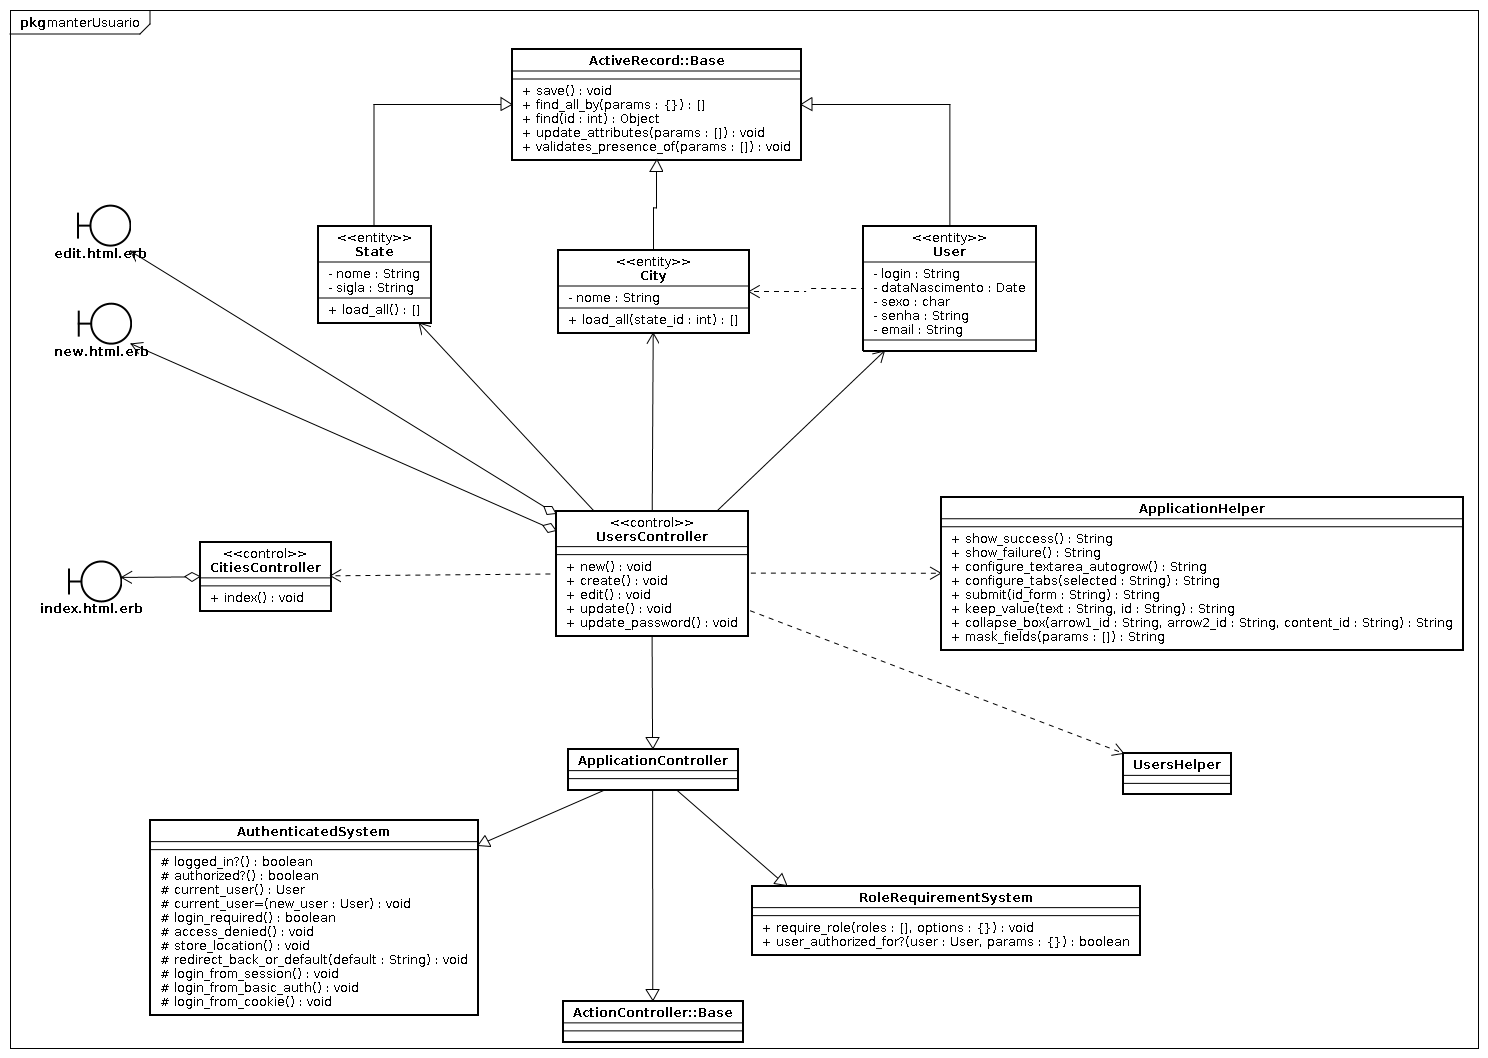 pkg manterUsuario
ActiveRecord::Base
+ save() : void
+ find_all_by(params : {}) : []
+ find(id : int) : Object
+ update_attributes(params : []) : void
+ validates_presence_of(params : []) : void
edit.html.erb
new.html.erb
<<entity>>
State
- nome : String
- sigla : String
+ load_all() : []
<<entity>>
City
- nome : String
+ load_all(state_id : int) : []
<<entity>>
User
- login : String
- dataNascimento : Date
- sexo : char
- senha : String
- email : String
index.html.erb
<<control>>
CitiesController
+ index() : void
<<control>>
UsersController
+ new() : void
+ create() : void
+ edit() : void
+ update() : void
+ update_password() : void
ApplicationHelper
+ show_success() : String
+ show_failure() : String
+ configure_textarea_autogrow() : String
+ configure_tabs(selected : String) : String
+ submit(id_form : String) : String
+ keep_value(text : String, id : String) : String
+ collapse_box(arrow1_id : String, arrow2_id : String, content_id : String) : String
+ mask_fields(params : []) : String
ApplicationController
UsersHelper
AuthenticatedSystem
# logged_in?() : boolean
# authorized?() : boolean
# current_user() : User
# current_user=(new_user : User) : void
# login_required() : boolean
# access_denied() : void
# store_location() : void
# redirect_back_or_default(default : String) : void
# login_from_session() : void
# login_from_basic_auth() : void
# login_from_cookie() : void
RoleRequirementSystem
+ require_role(roles : [], options : {}) : void
+ user_authorized_for?(user : User, params : {}) : boolean
ActionController::Base